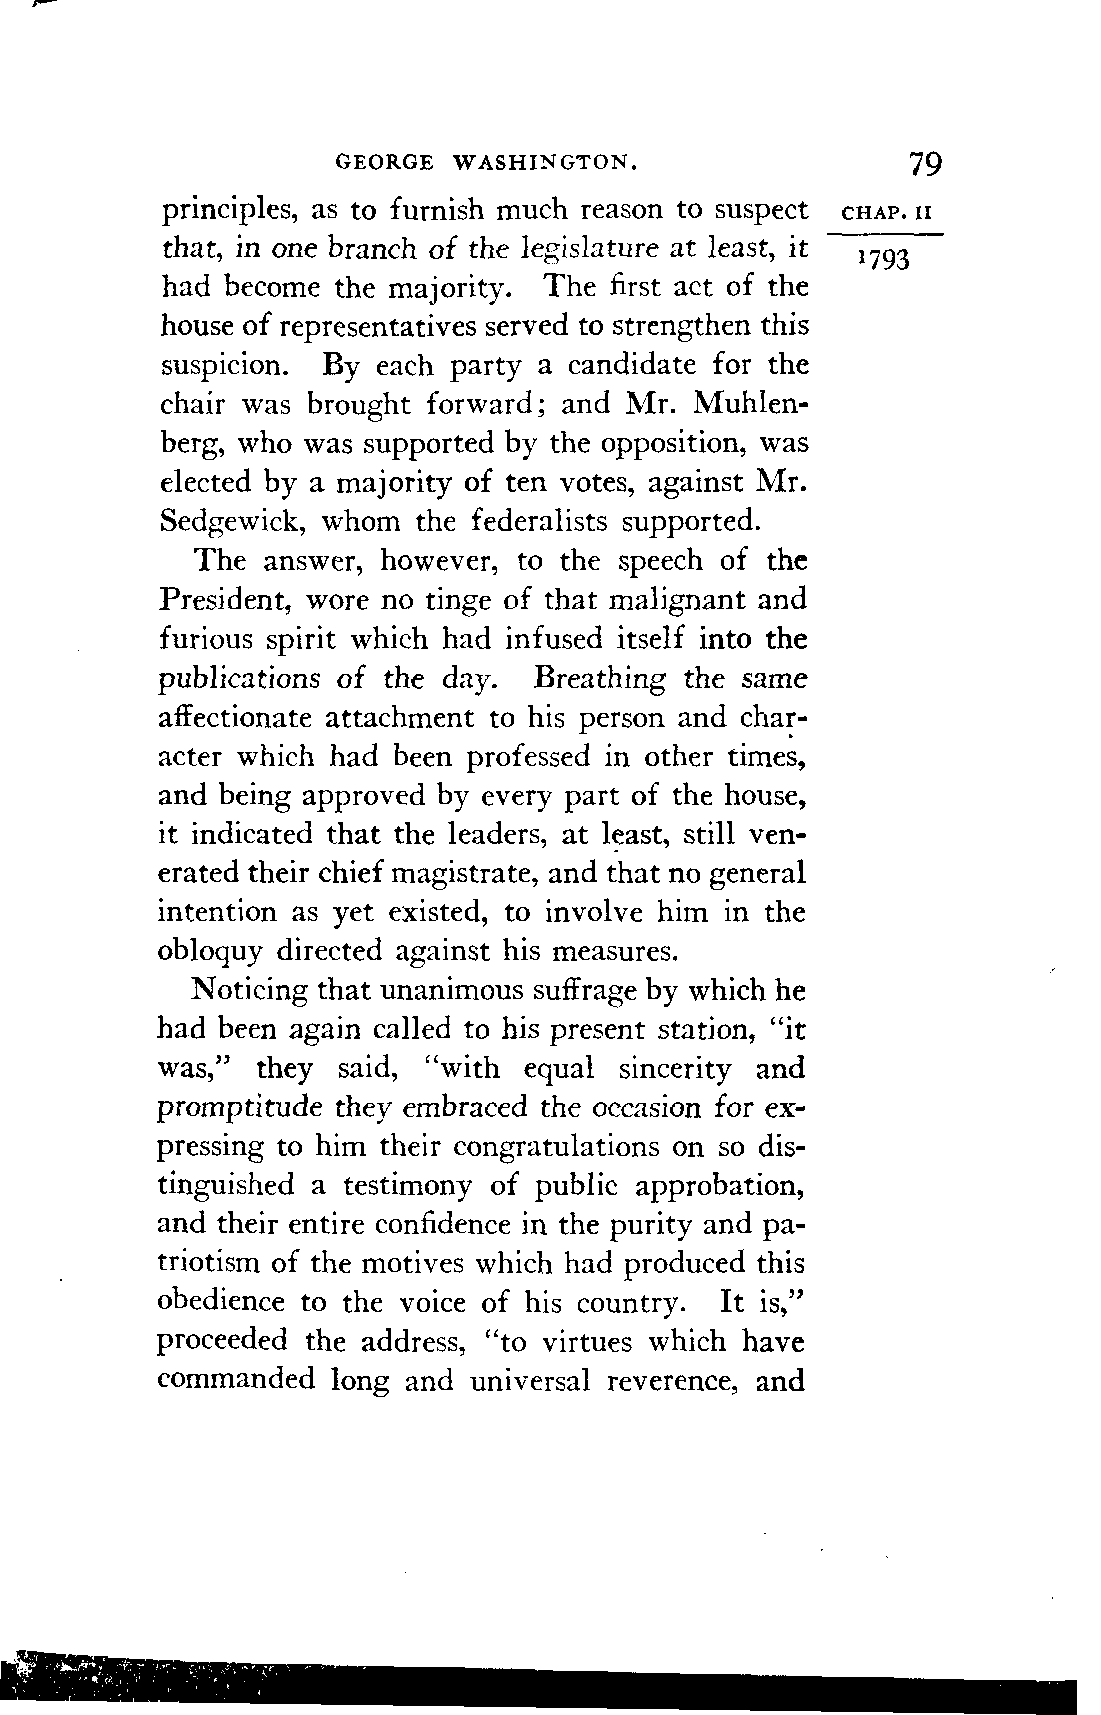 GEORGE WASHINGTON. 79
principles, as to furnish much reason to suspect CHAP. II
that, in one branch of the legislature at least, it 1793
had become the majority. The first act of the
house of representatives served to strengthen this
suspicion. By each party a candidate for the
chair was brought forward; and Mr. Muhlen-
berg, who was supported by the opposition, was
elected by a majority of ten votes, against Mr.
Sedgewick, whom the federalists supported.
The answer, however, to the speech of the
President, wore no tinge of that malignant and
furious spirit which had infused itself into the
publications of the day. Breathing the same
affectionate attachment to his person and char-
acter which had been professed in other times,
and being approved by every part of the house,
it indicated that the leaders, at least, still ven-
erated their chief magistrate, and that no general
intention as yet existed, to involve him in the
obloquy directed against his measures.
Noticing that unanimous suffrage by which he
had been again called to his present station, "it
was," they said, "with equal sincerity and
promptitude they embraced the occasion for ex-
pressing to him their congratulations on so dis-
tinguished a testimony of public approbation,
and their entire confidence in the purity and pa-
triotism of the motives which had produced this
obedience to the voice of his country. It is,"
proceeded the address, "to virtues which have
commanded long and universal reverence, and